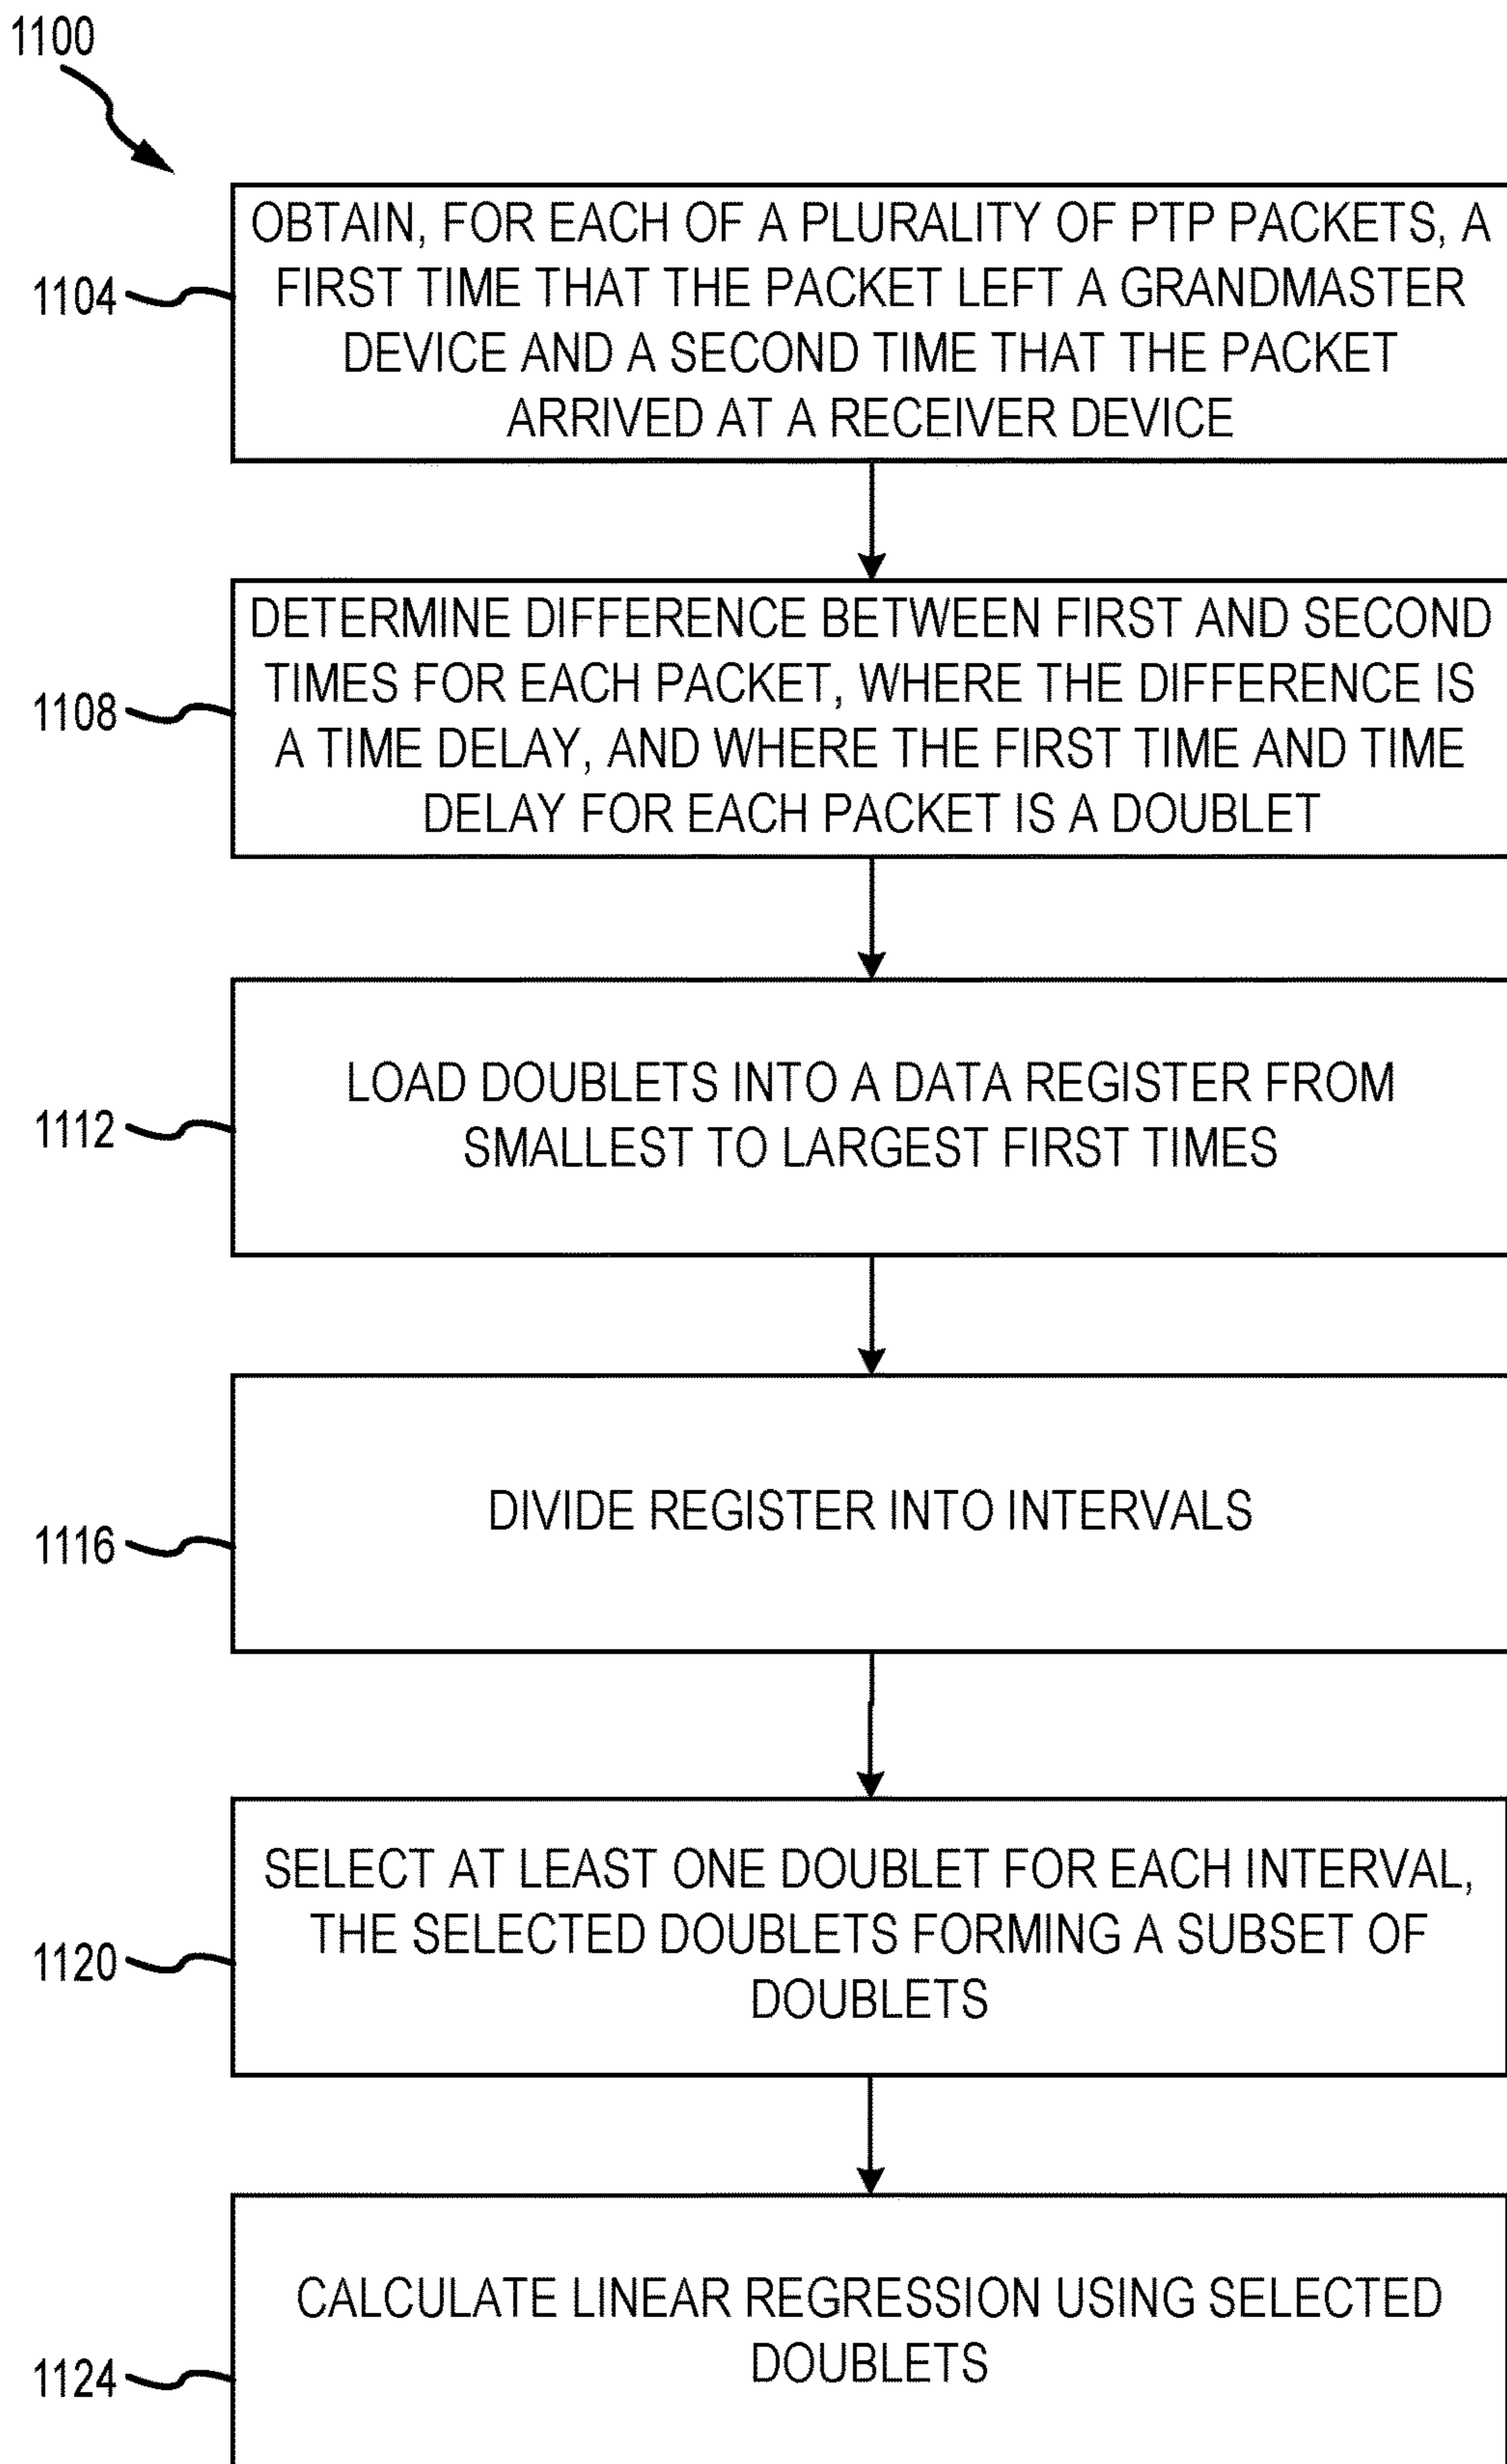 1100
OBTAIN, FOR EACH OF A PLURALITY OF PTP PACKETS, A
FIRST TIME THAT THE PACKET LEFT A GRANDMASTER
1104
DEVICE AND A SECOND TIME THAT THE PACKET
ARRIVED AT A RECEIVER DEVICE
DETERMINE DIFFERENCE BETWEEN FIRST AND SECOND
TIMES FOR EACH PACKET, WHERE THE DIFFERENCE IS
1108
A TIME DELAY, AND WHERE THE FIRST TIME AND TIME
DELAY FOR EACH PACKET IS A DOUBLET
LOAD DOUBLETS INTO A DATA REGISTER FROM
1112
SMALLEST TO LARGEST FIRST TIMES
DIVIDE REGISTER INTO INTERVALS
1116
SELECT AT LEAST ONE DOUBLET FOR EACH INTERVAL,
THE SELECTED DOUBLETS FORMING A SUBSET OF
1120
DOUBLETS
CALCULATE LINEAR REGRESSION USING SELECTED
DOUBLETS
1124